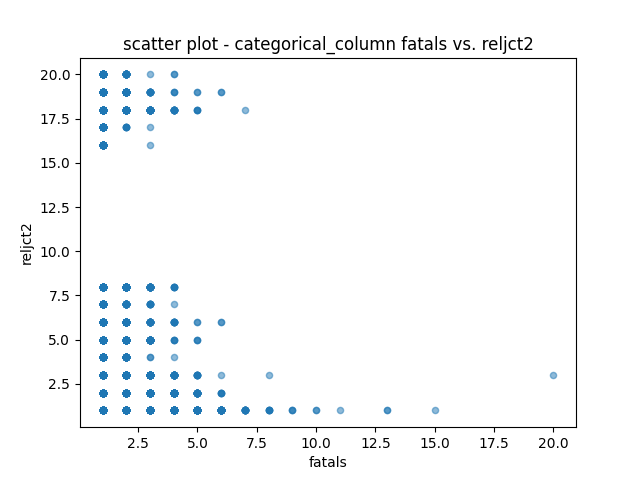 scatter plot - categorical_column fatals vs. reljct2
20.0
17.5
15.0
12.5
10.0
7.5
5.0
2.5
reljct2
2.5 5.0 7.5 10.0 12.5 15.0 17.5 20.0
fatals